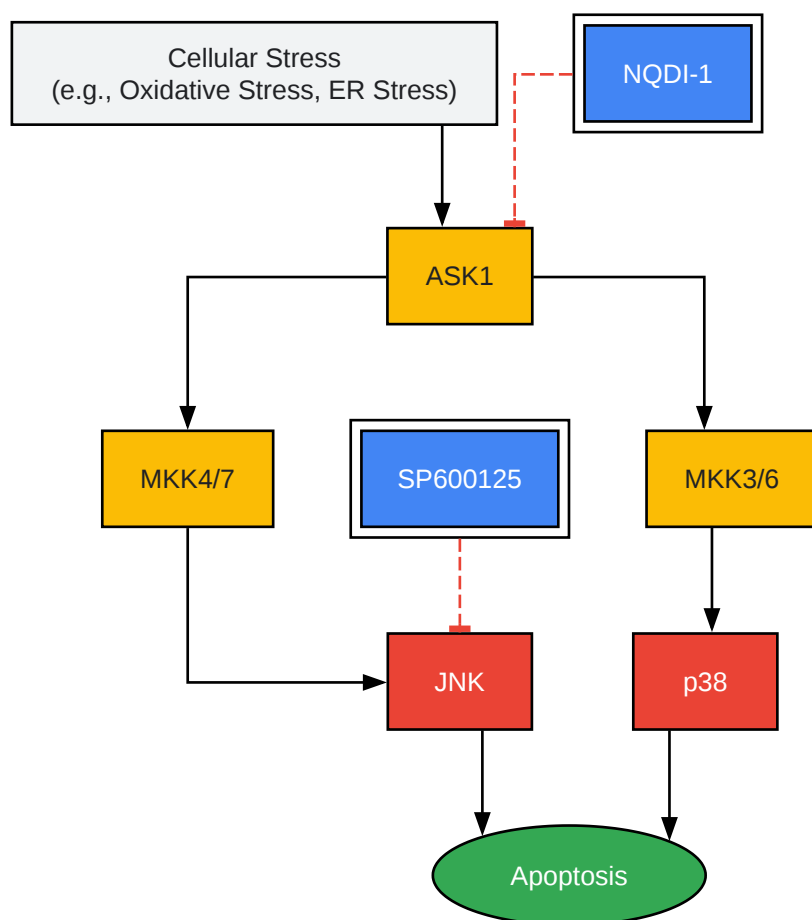 Cellular Stress
(e.g., Oxidative Stress, ER Stress)
NQDI-1
ASK1
MKK4/7
SP600125
MKK3/6
JNK
p38
Apoptosis